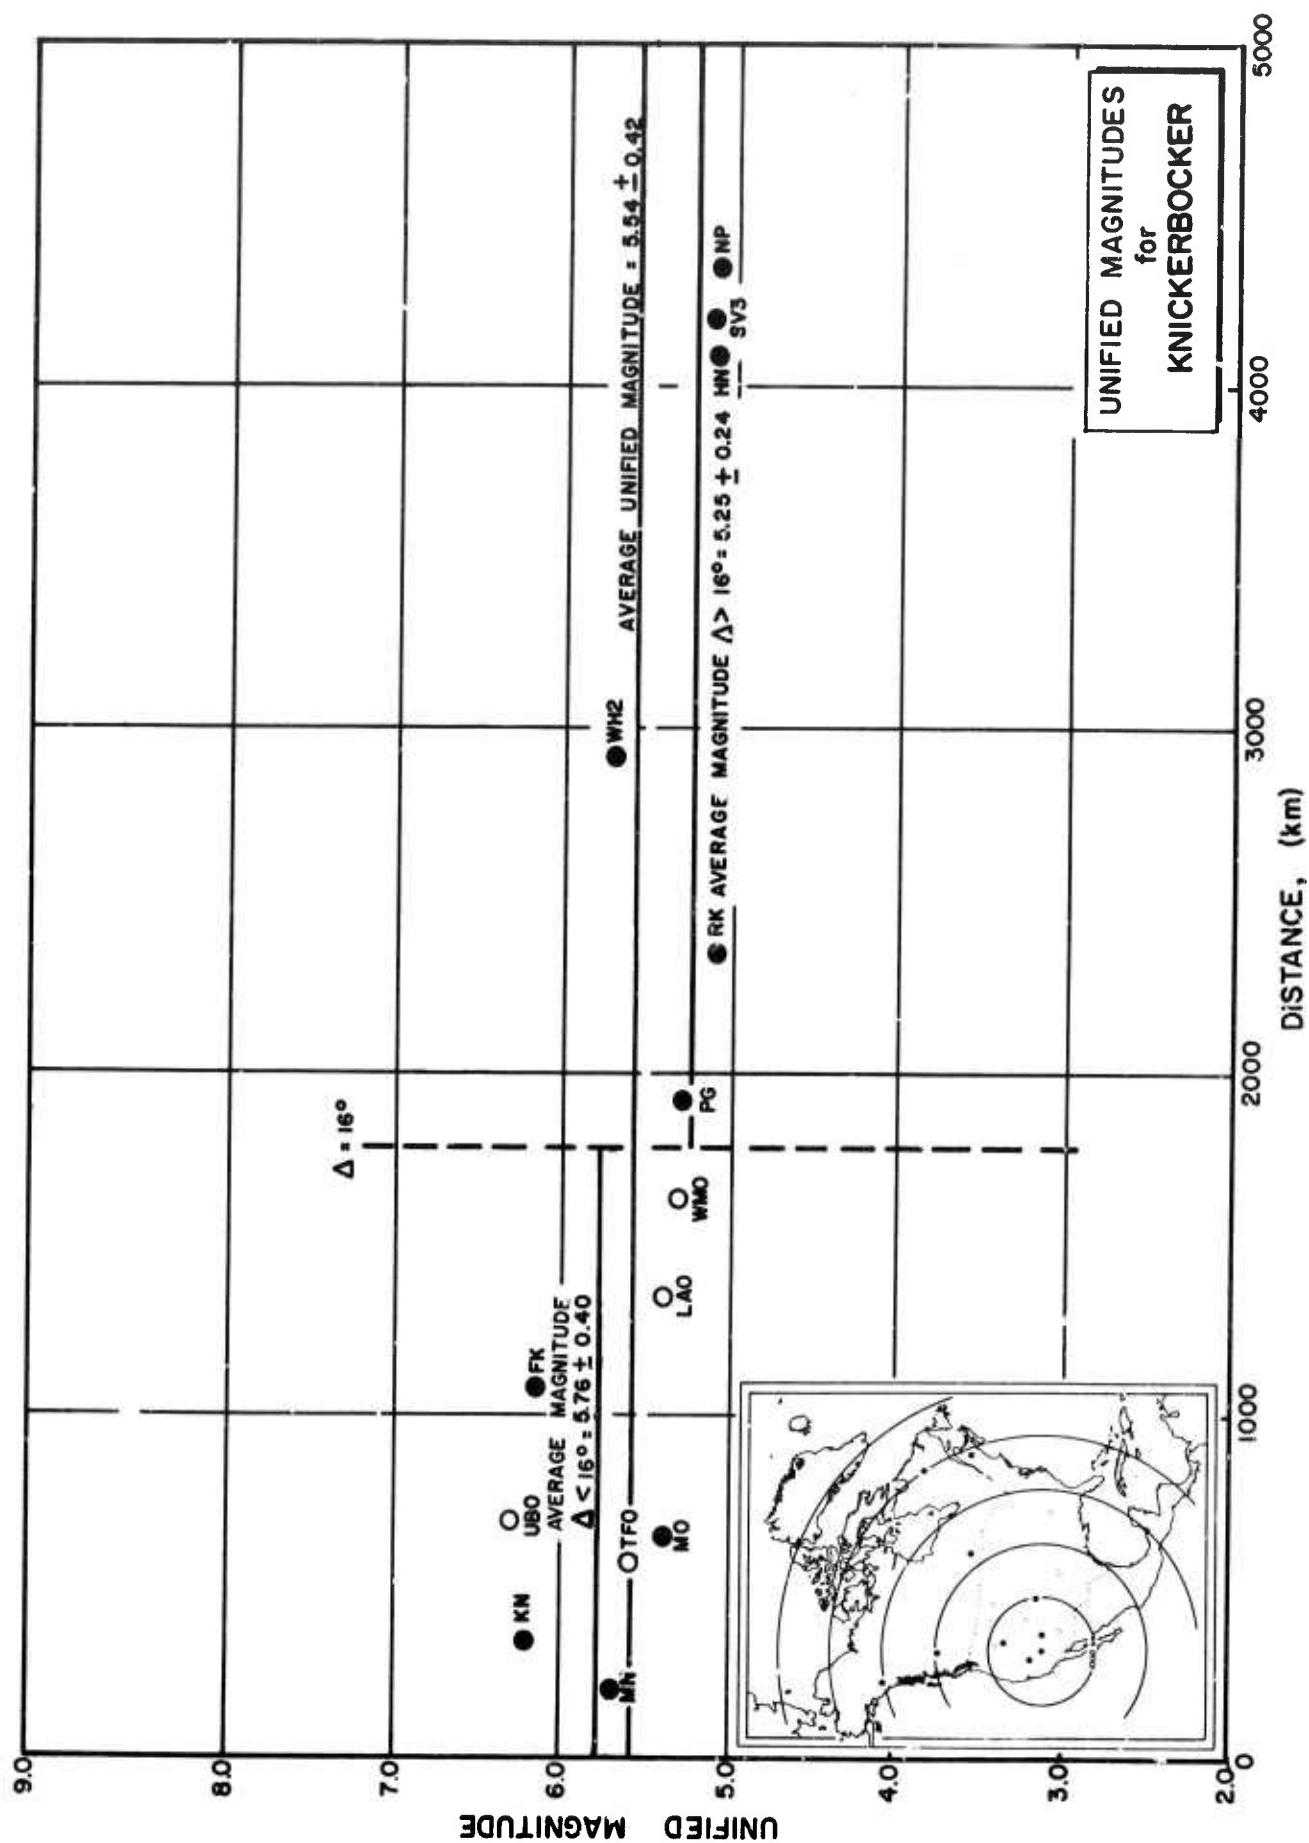 UNIFIED MAGNITUDE
9.0
8.0
7.0
6.0
5.0
4.0
3.0
2.0
0
1000
2000
3000
4000
5000
DISTANCE, (km)
Δ = 16°
KN
UBO
FK
AVERAGE MAGNITUDE
Δ < 16° = 5.76 ± 0.40
MN
TFO
MO
LAO
WMO
PG
WH2
AVERAGE UNIFIED MAGNITUDE = 5.54 ± 0.42
RK AVERAGE MAGNITUDE Δ > 16° = 5.25 ± 0.24 HN
SV3
NP
UNIFIED MAGNITUDES
for
KNICKERBOCKER